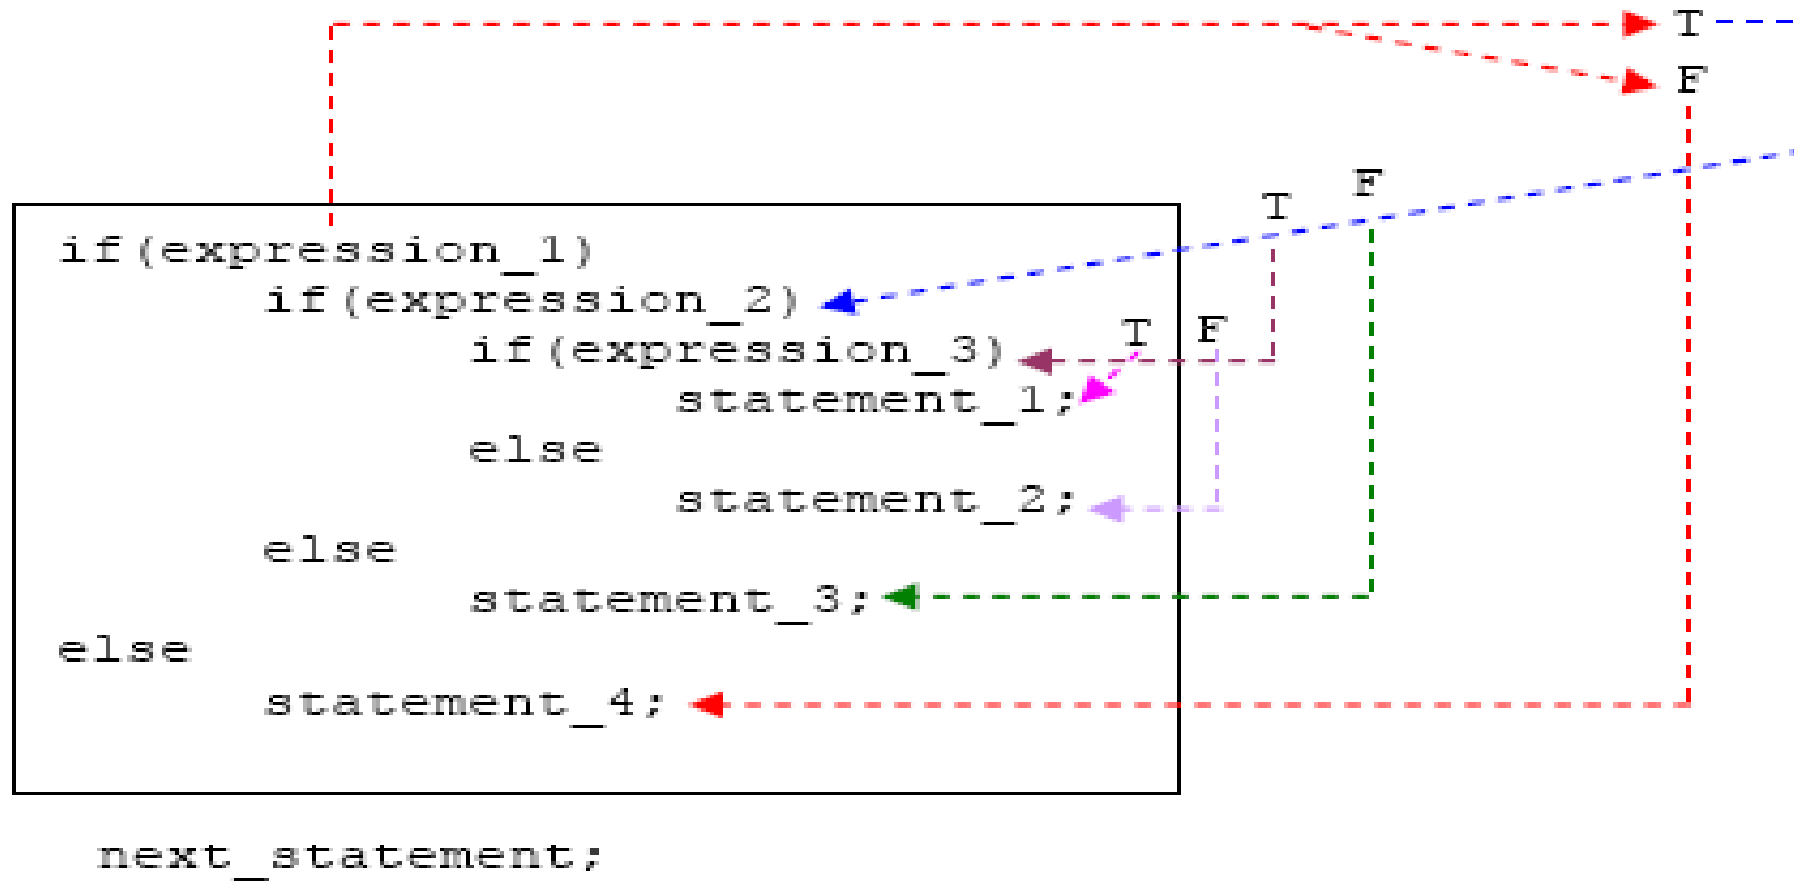 T
F
F
T
if(expression_1)
if(expression_2)
T F
if(expression_3)
statement_1;
else
statement_2;
else
statement_3;
else
statement_4;
next_statement;